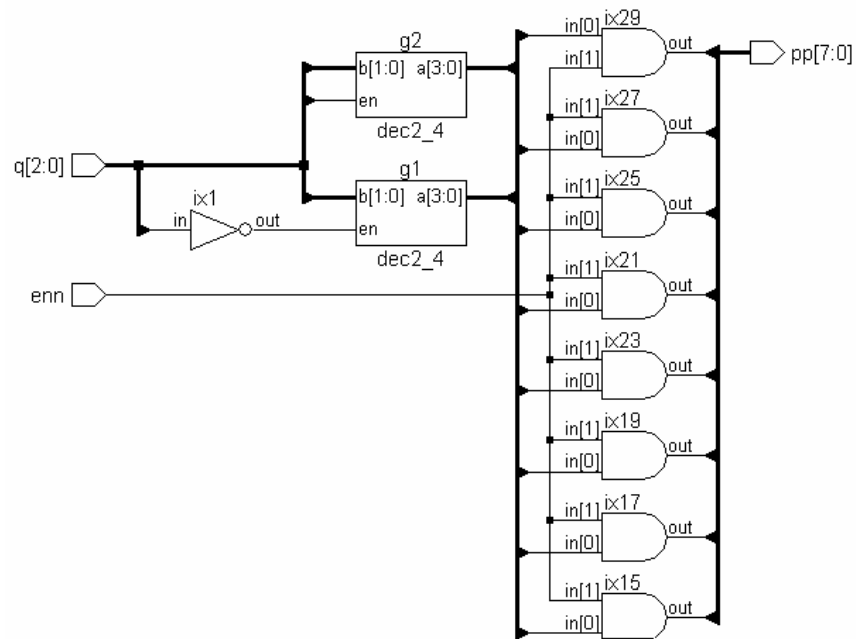 g2
b[1:0] a[3:0]
en
dec2_4
g1
b[1:0] a[3:0]
en
dec2_4
q[2:0]
ix1
in
out
enn
ix29
in[0]
in[1]
out
pp[7:0]
ix27
in[1]
in[0]
out
ix25
in[1]
in[0]
out
ix21
in[1]
in[0]
out
ix23
in[1]
in[0]
out
ix19
in[1]
in[0]
out
ix17
in[1]
in[0]
out
ix15
in[1]
in[0]
out